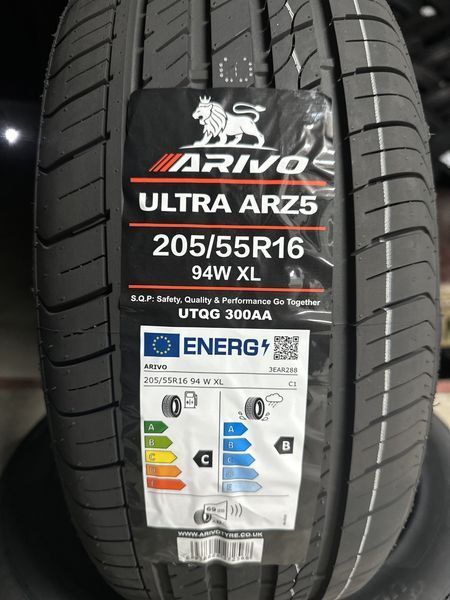 ARIVO
ULTRA ARZ5
205/55R16
94W XL
S.Q.P: Safety, Quality & Performance Go Together
UTQG 300AA
ENERG
ARIVO
3EAR288
205/55R16 94 W XL
C1
A
B
C
D
E
C
A
B
C
D
E
B
69
WWW.ARIVOTYRE.CO.UK